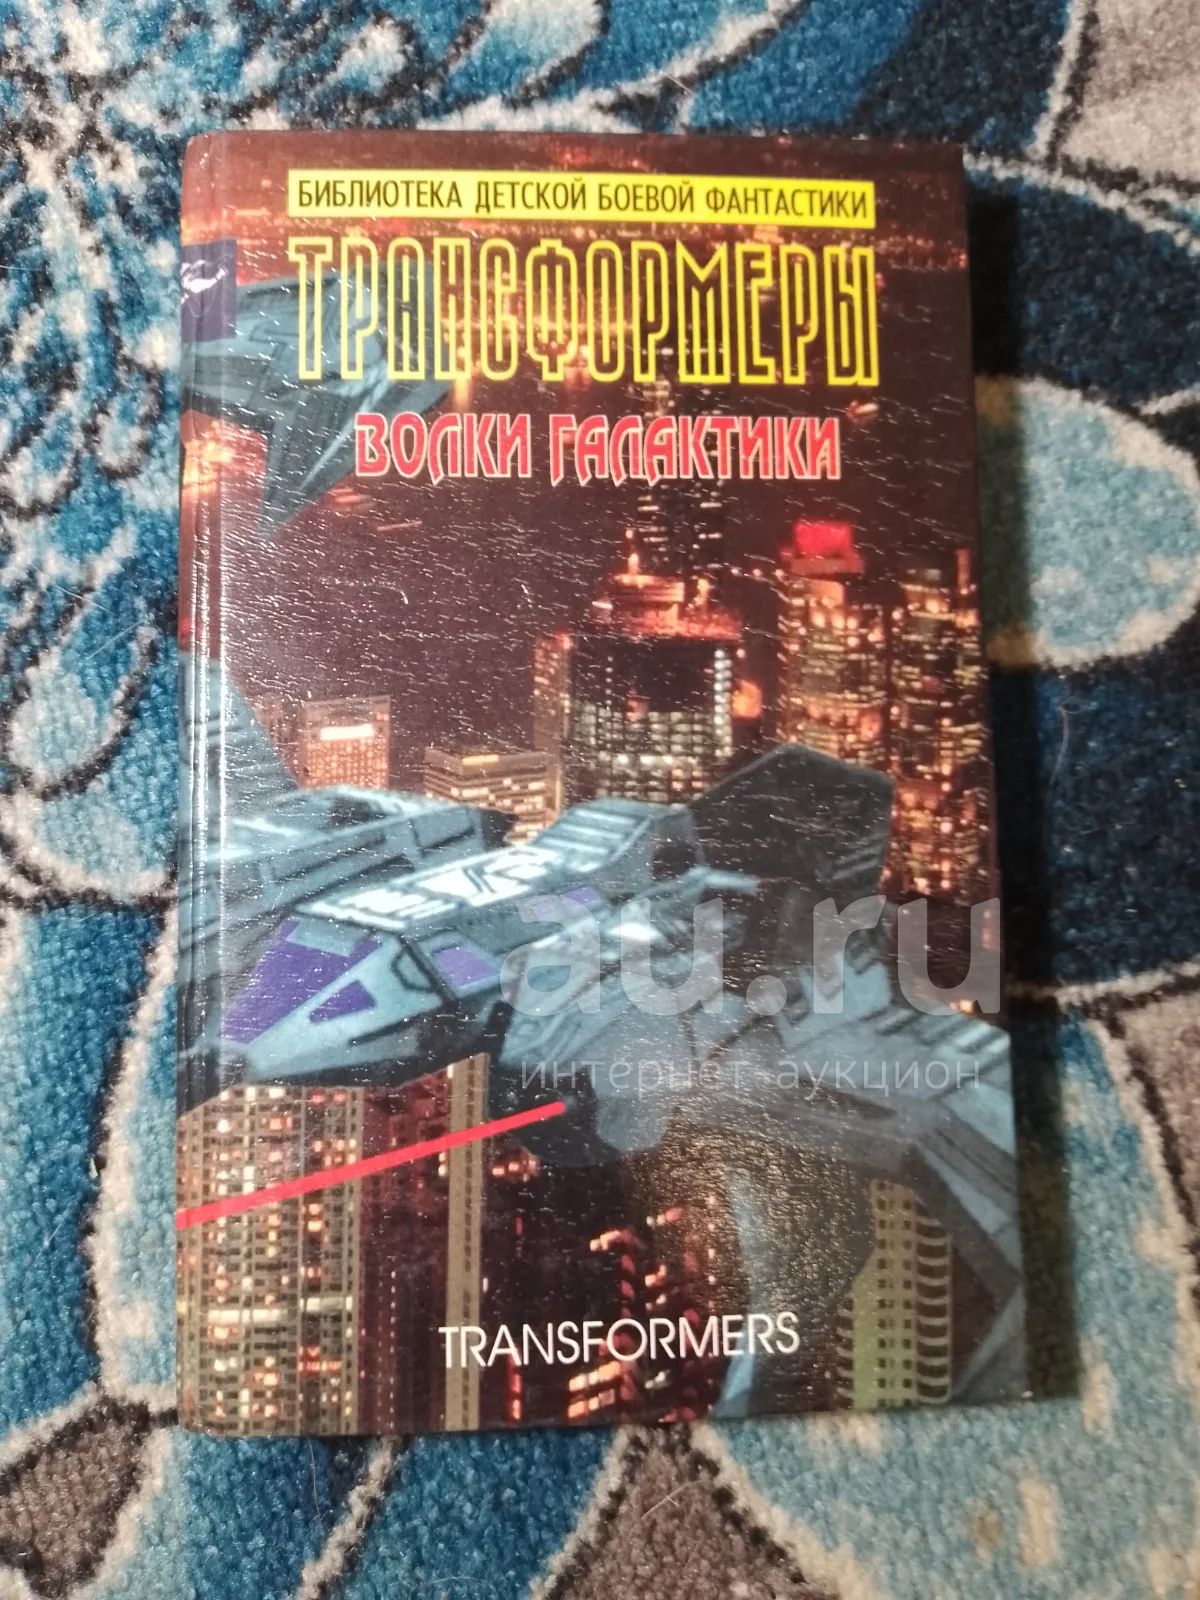 БИБЛИОТЕКА ДЕТСКОЙ БОЕВОЙ ФАНТАСТИКИ
ТРАНСФОРМЕРЫ
ВОЛКИ ГАЛАКТИКИ
au.ru
интернет-аукцион
TRANSFORMERS